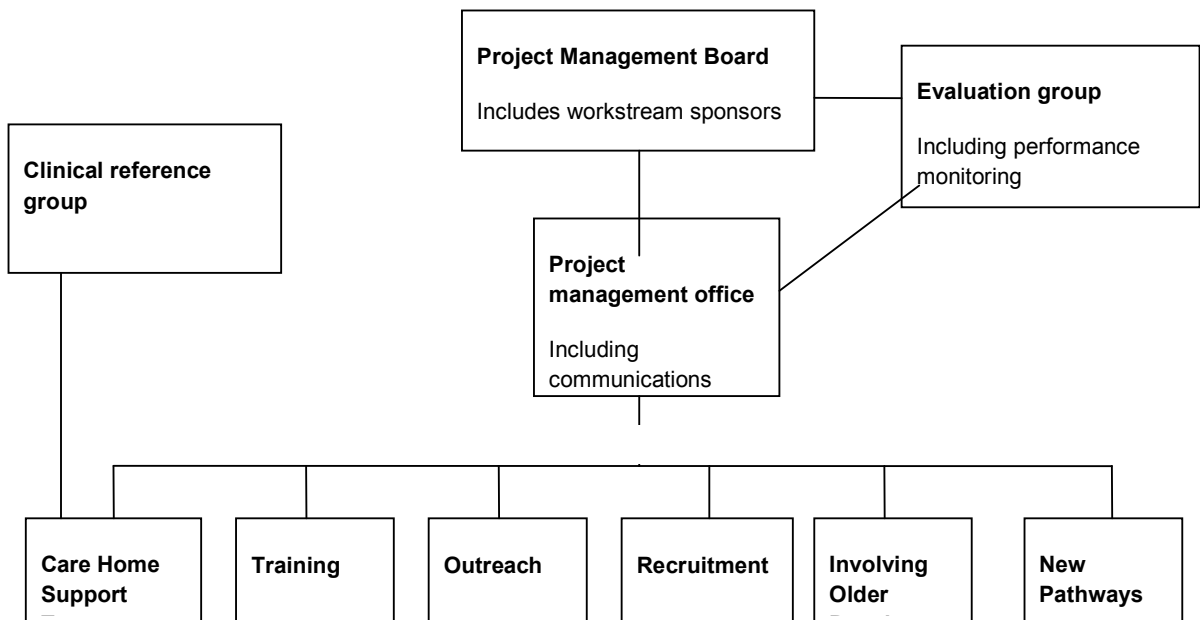 Project Management Board
Includes workstream sponsors
Evaluation group
Including performance
monitoring
Clinical reference
group
Project
management office
Including
communications
Care Home
Support
Training
Outreach
Recruitment
Involving
Older
New
Pathways